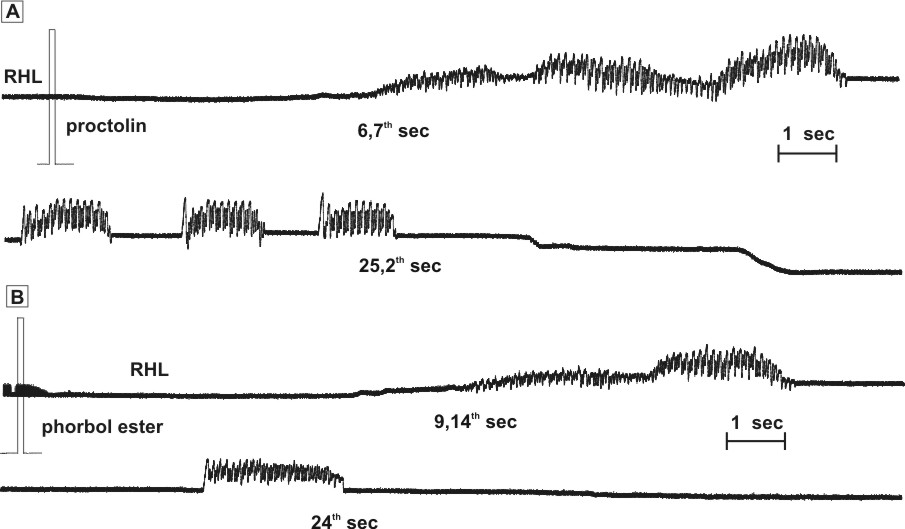 A
RHL
proctolin
6,7th sec
1 sec
25,2th sec
B
RHL
phorbol ester
9,14th sec
1 sec
24th sec